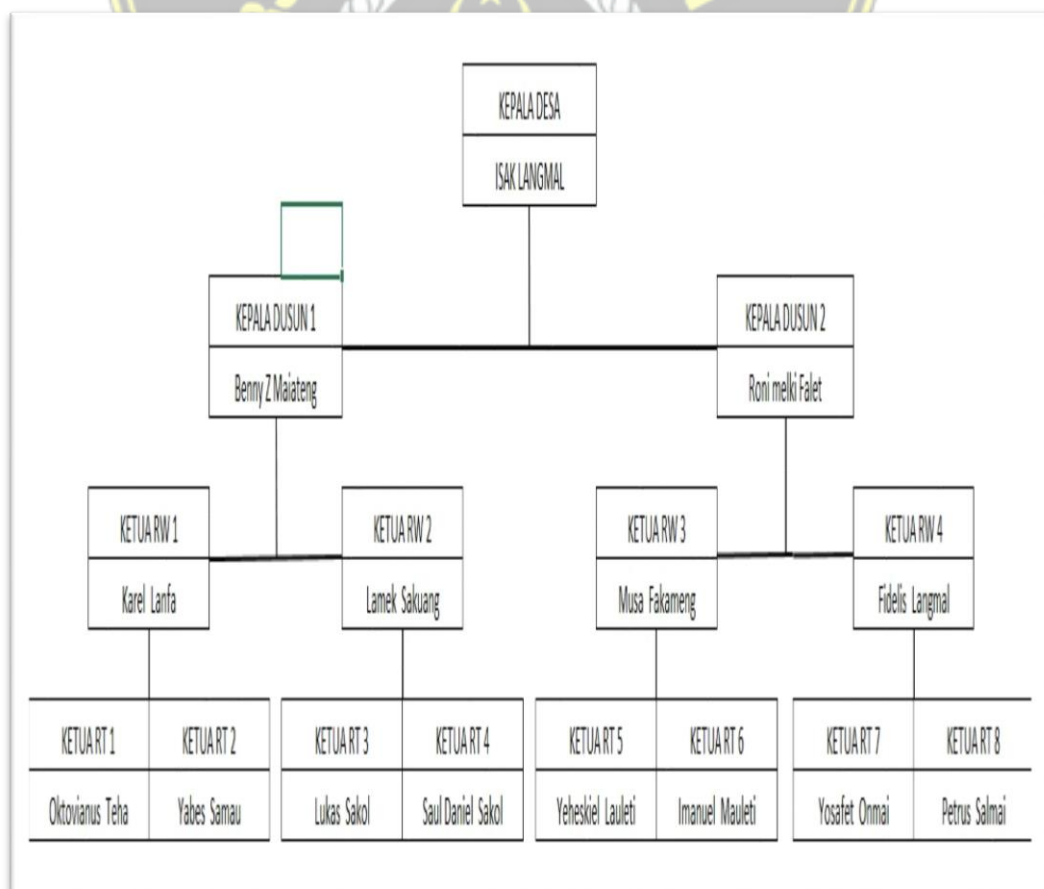 KEPALA DESA
ISAK LANGMAL
KEPALA DUSUN 1
Benny Z Maiateng
KEPALA DUSUN 2
Roni melki Falet
KETUA RW 1
Karel Lanfa
KETUA RW 2
Lamek Sakuang
KETUA RW 3
Musa Fakameng
KETUA RW 4
Fidelis Langmal
KETUA RT 1
Oktovianus Teha
KETUA RT 2
Yabes Samau
KETUA RT 3
Lukas Sakol
KETUA RT 4
Saul Daniel Sakol
KETUA RT 5
Yeheskiel Lauleti
KETUA RT 6
Imanuel Mauleti
KETUA RT 7
Yosafet Onmai
KETUA RT 8
Petrus Salmai